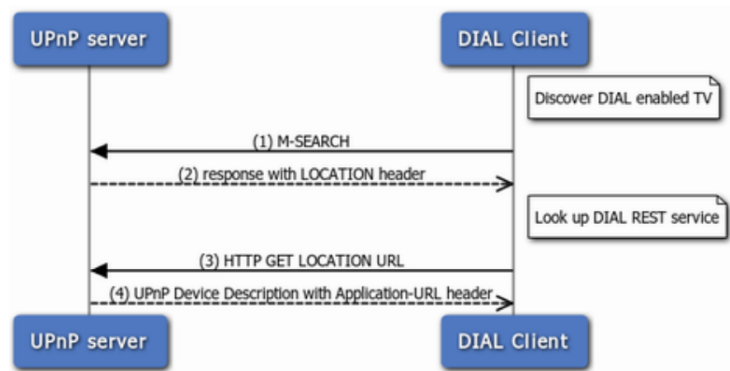 UPnP server
DIAL Client
Discover DIAL enabled TV
(1) M-SEARCH
(2) response with LOCATION header
Look up DIAL REST service
(3) HTTP GET LOCATION URL
(4) UPnP Device Description with Application-URL header
UPnP server
DIAL Client